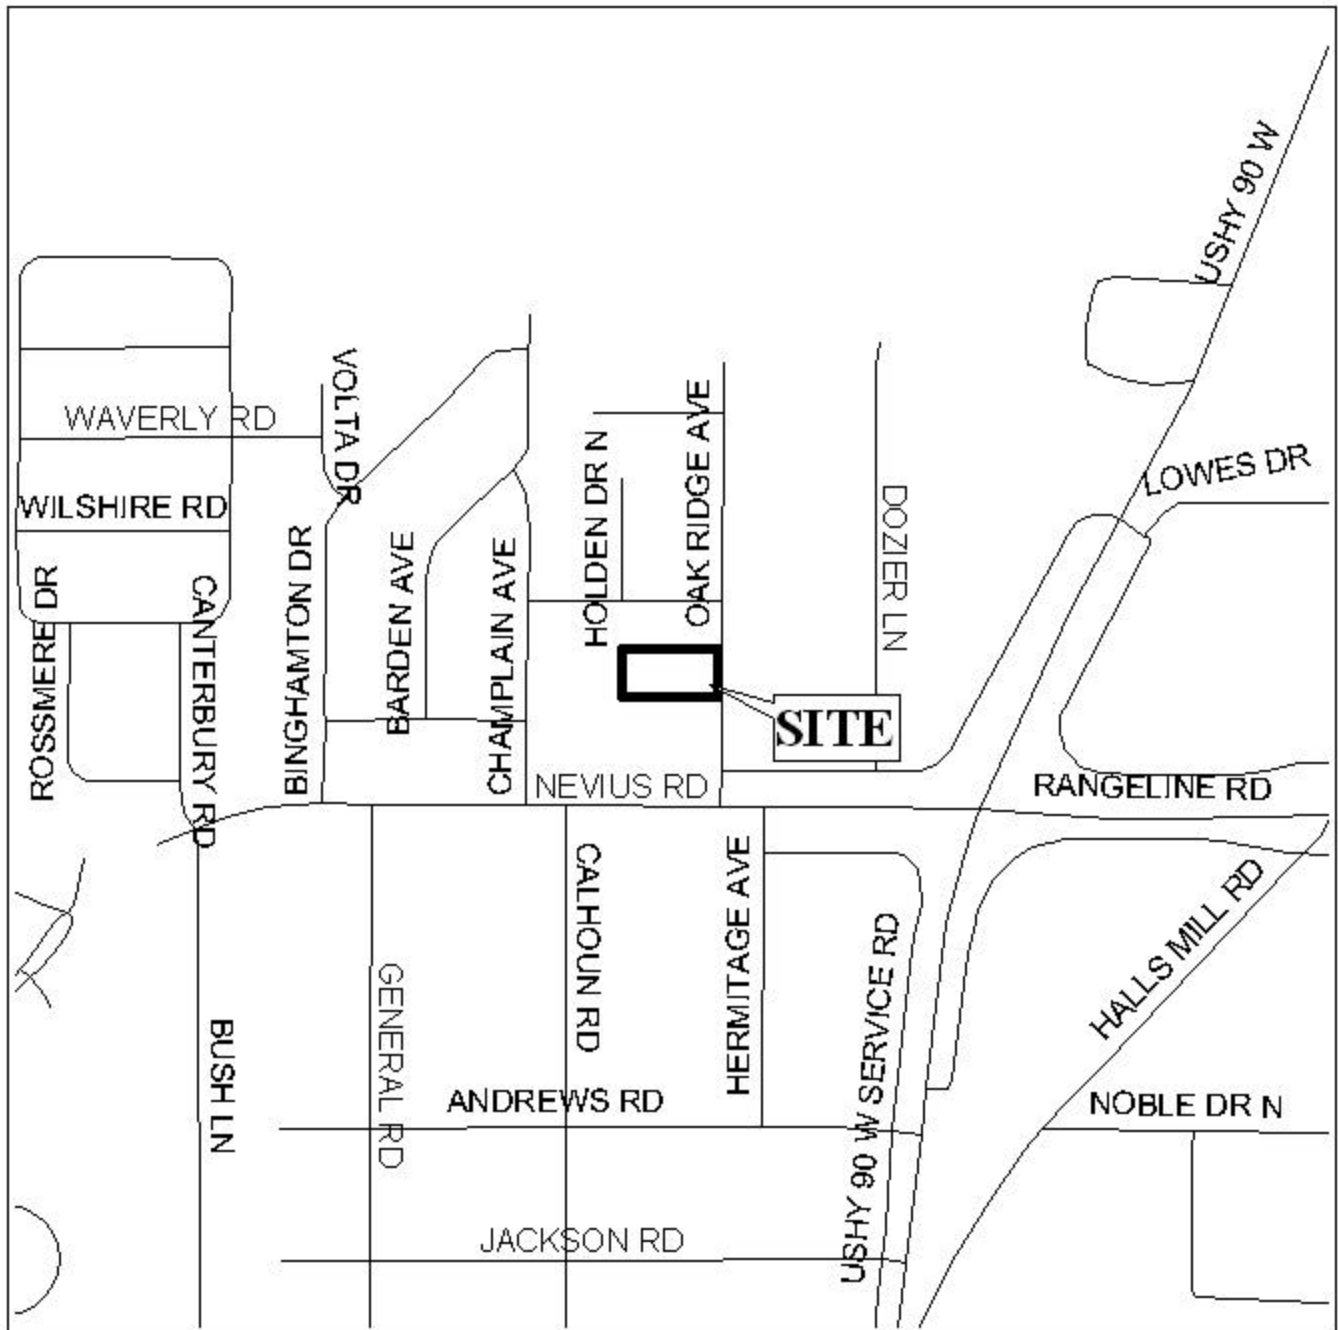 USHY 90 W
VOLTA DR
WAVERLY RD
OAK RIDGE AVE
HOLDEN DR N
LOWES DR
WILSHIRE RD
DOZIER LN
BINGHAMTON DR
BARDEN AVE
CHAMPLAIN AVE
ROSSMERE DR
CANTERBURY RD
SITE
NEVIUS RD
RANGELINE RD
CALHOUN RD
HERMITAGE AVE
HALLS MILL RD
USHY 90 W SERVICE RD
GENERAL RD
BUSH LN
ANDREWS RD
NOBLE DR N
JACKSON RD